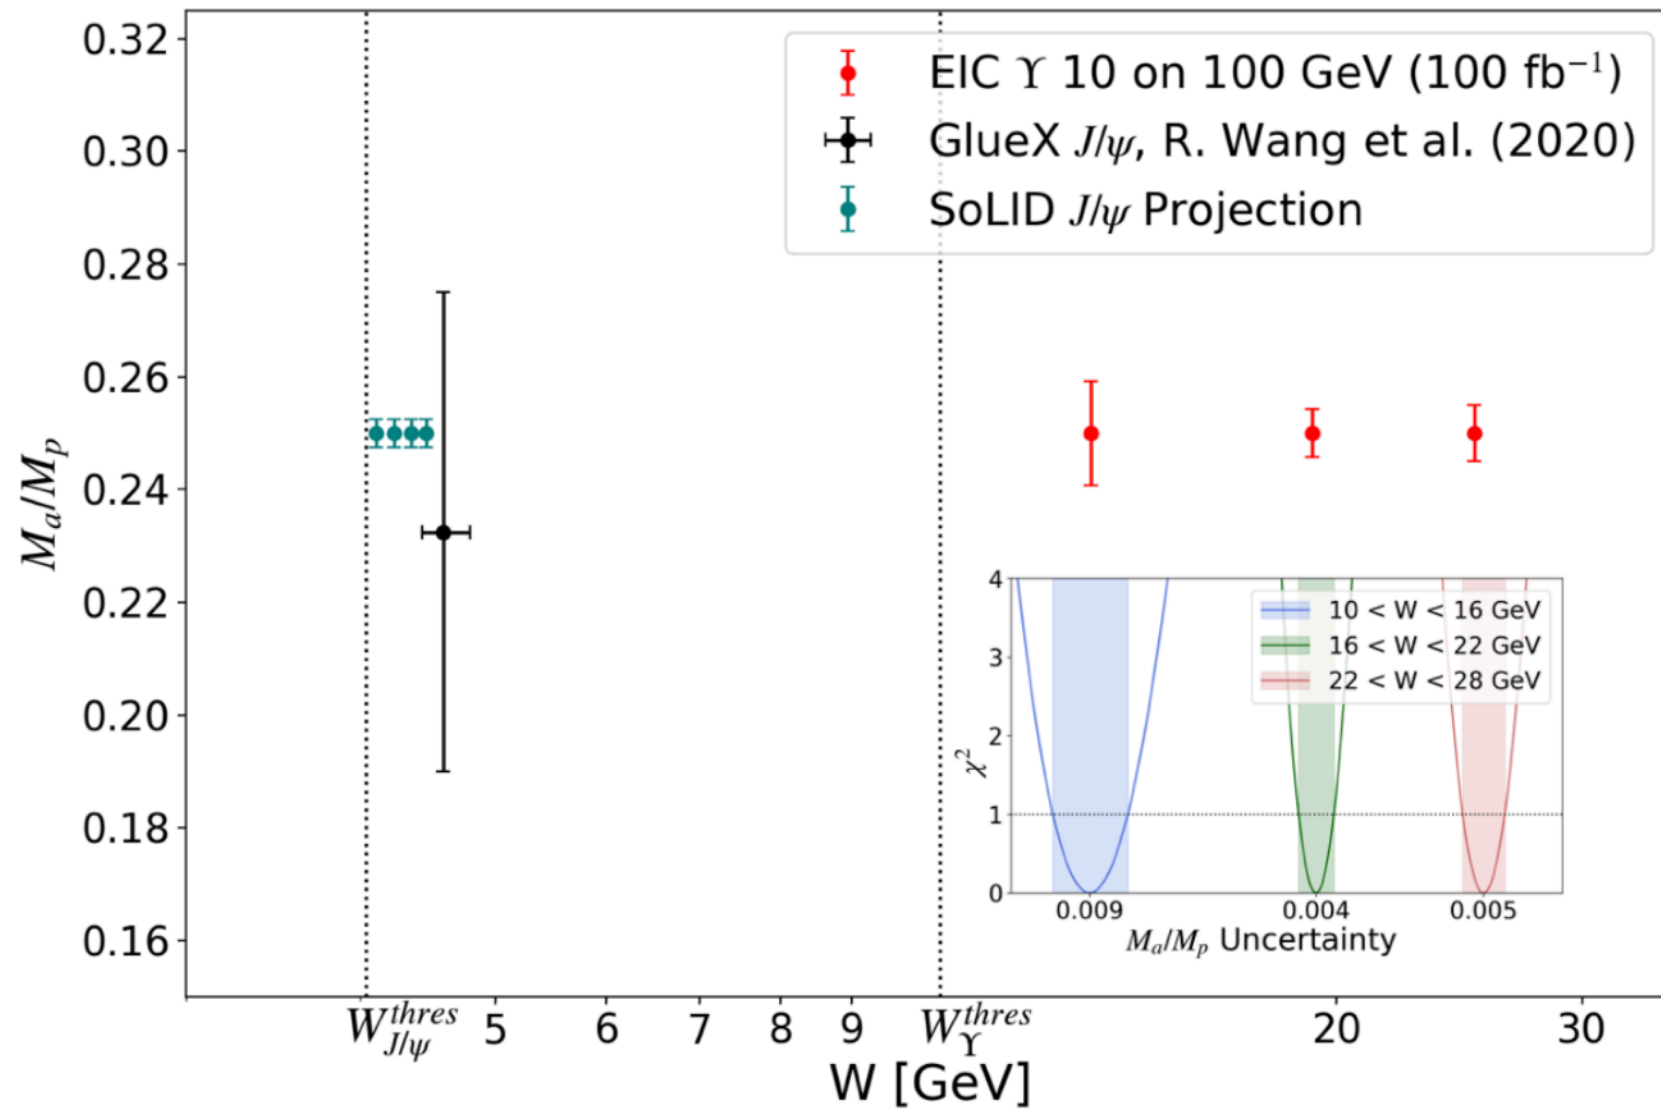 0.32
0.30
0.28
0.26
0.24
0.22
0.20
0.18
0.16
M_a/M_p
EIC ϒ 10 on 100 GeV (100 fb⁻¹)
GlueX J/ψ, R. Wang et al. (2020)
SoLID J/ψ Projection
4
3
2
1
0
χ²
10 < W < 16 GeV
16 < W < 22 GeV
22 < W < 28 GeV
0.009 0.004 0.005
M_a/M_p Uncertainty
W_{J/ψ}^{thres} 5 6 7 8 9 W_ϒ^{thres} 20 30
W [GeV]